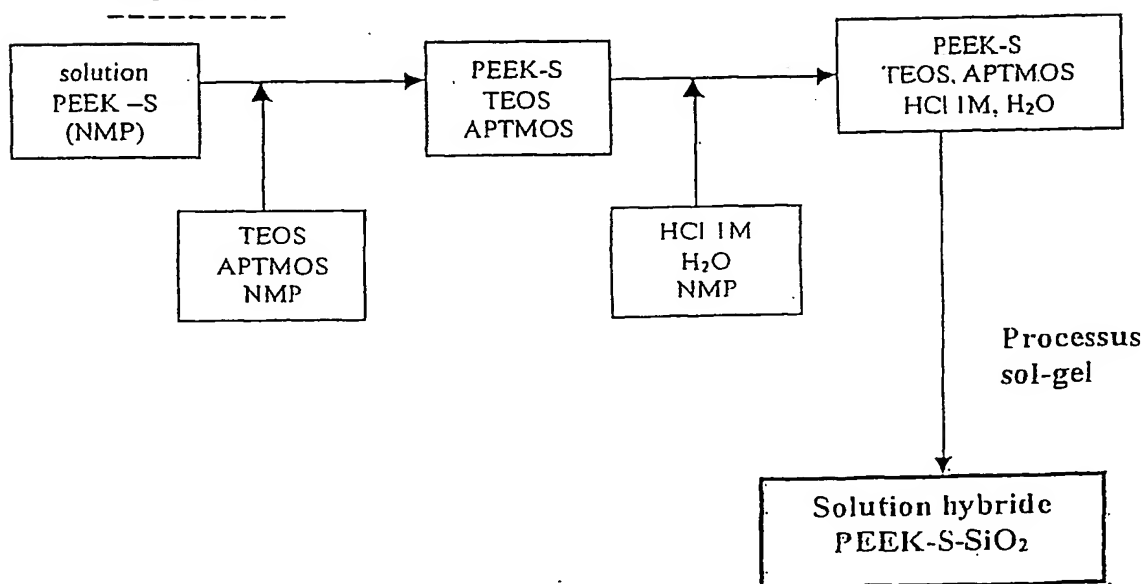 solution
PEEK –S
(NMP)
PEEK-S
TEOS
APTMOS
PEEK-S
TEOS, APTMOS
HCl 1M, H₂O
TEOS
APTMOS
NMP
HCl 1M
H₂O
NMP
Processus
sol-gel
Solution hybride
PEEK-S-SiO₂